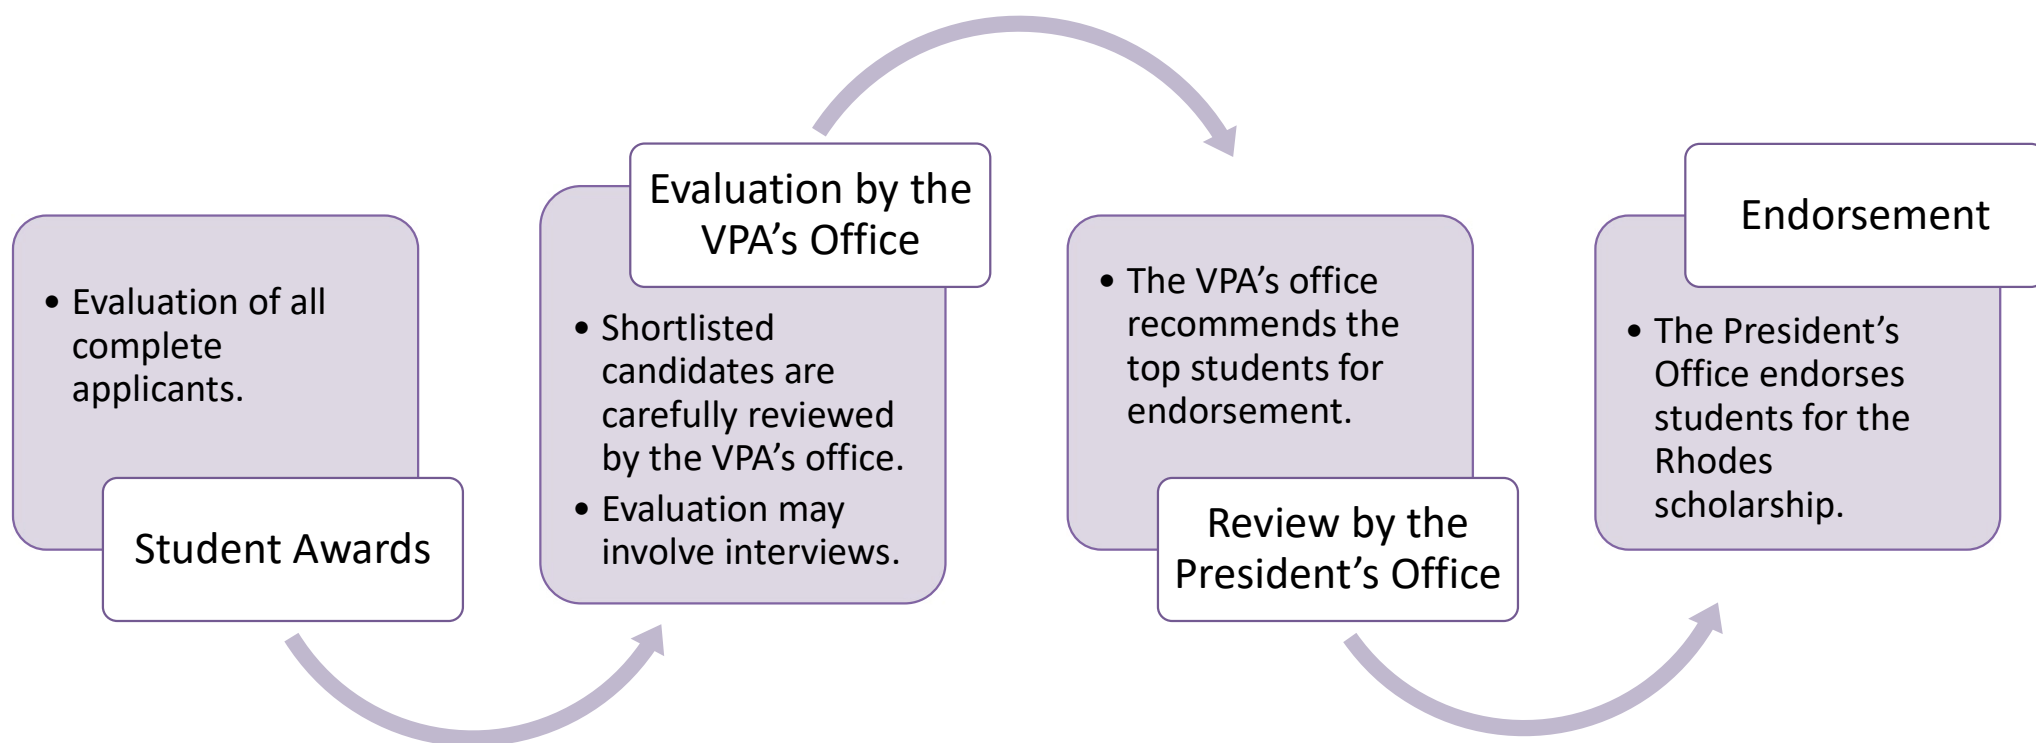 • Evaluation of all
complete
applicants.
Student Awards
Evaluation by the
VPA’s Office
• Shortlisted
candidates are
carefully reviewed
by the VPA’s office.
• Evaluation may
involve interviews.
• The VPA’s office
recommends the
top students for
endorsement.
Review by the
President’s Office
Endorsement
• The President’s
Office endorses
students for the
Rhodes
scholarship.